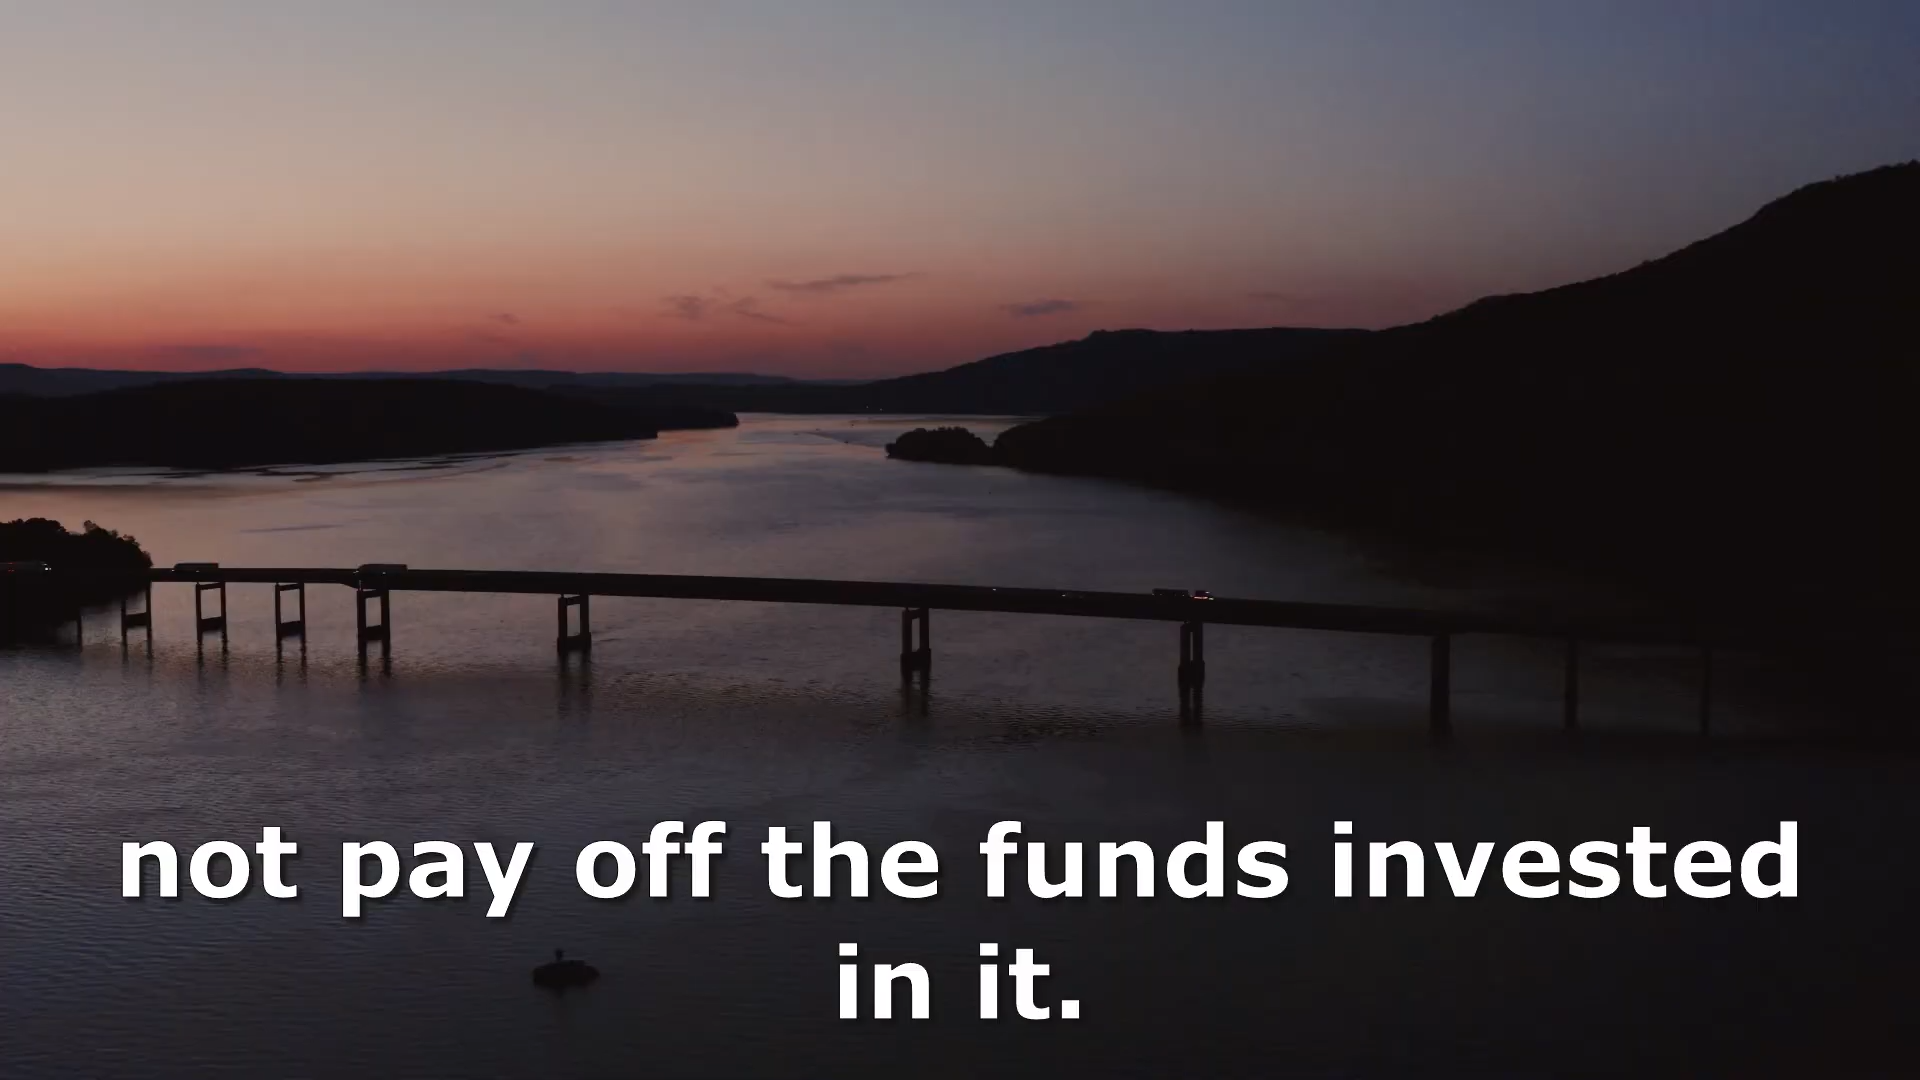 not pay off the funds invested
in it.